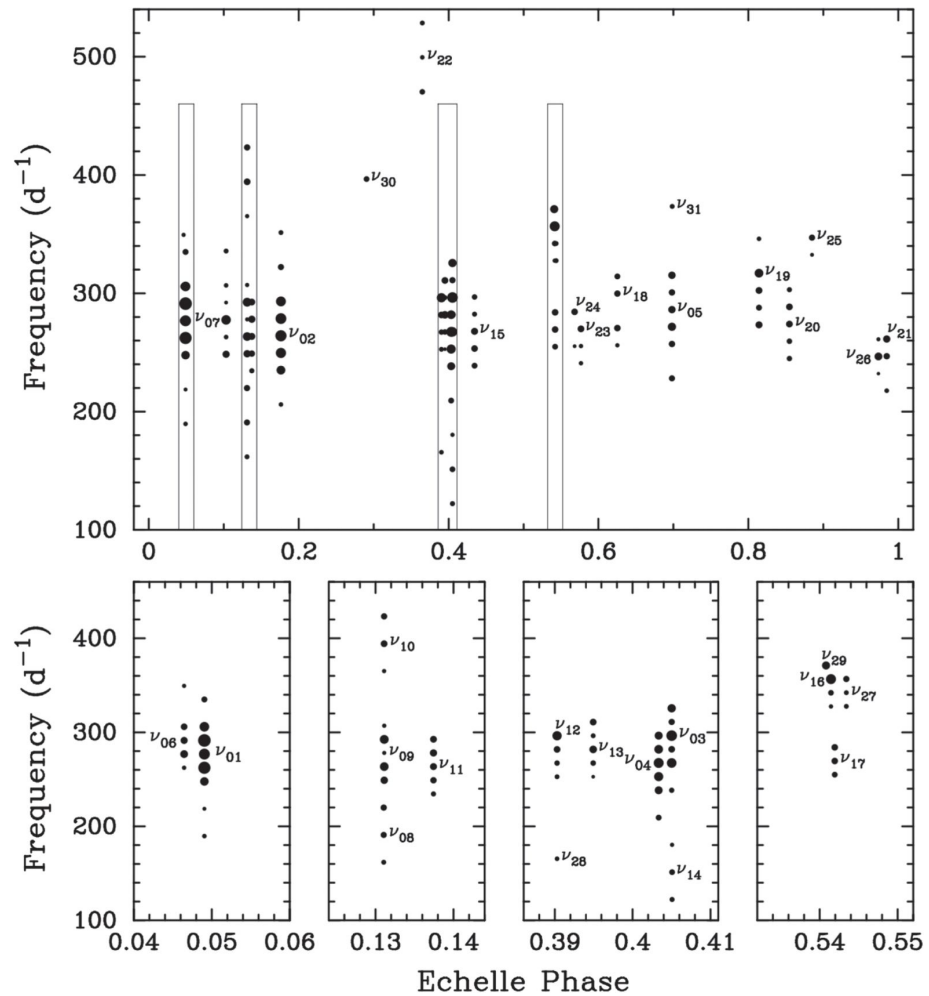 500
400
300
200
100
Frequency (d⁻¹)
ν22
ν30
ν31
ν25
ν07
ν02
ν15
ν24
ν23
ν18
ν05
ν19
ν20
ν26
ν21
0 0.2 0.4 0.6 0.8 1
400
300
200
100
Frequency (d⁻¹)
ν06
ν01
ν10
ν09
ν11
ν08
ν12
ν03
ν13
ν04
ν28
ν14
ν29
ν16
ν27
ν17
0.04 0.05 0.06 0.13 0.14 0.39 0.4 0.41 0.54 0.55
Echelle Phase